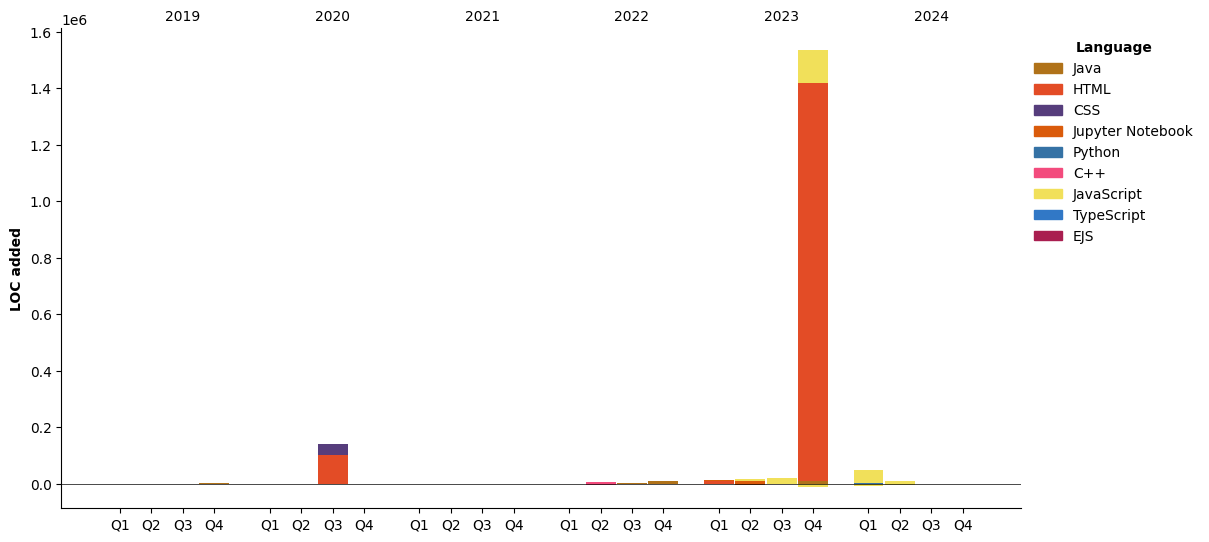 1e6
2019 2020 2021 2022 2023 2024
1.6
1.4
1.2
1.0
0.8
0.6
0.4
0.2
0.0
LOC added
Q1 Q2 Q3 Q4 Q1 Q2 Q3 Q4 Q1 Q2 Q3 Q4 Q1 Q2 Q3 Q4 Q1 Q2 Q3 Q4 Q1 Q2 Q3 Q4
Language
Java
HTML
CSS
Jupyter Notebook
Python
C++
JavaScript
TypeScript
EJS